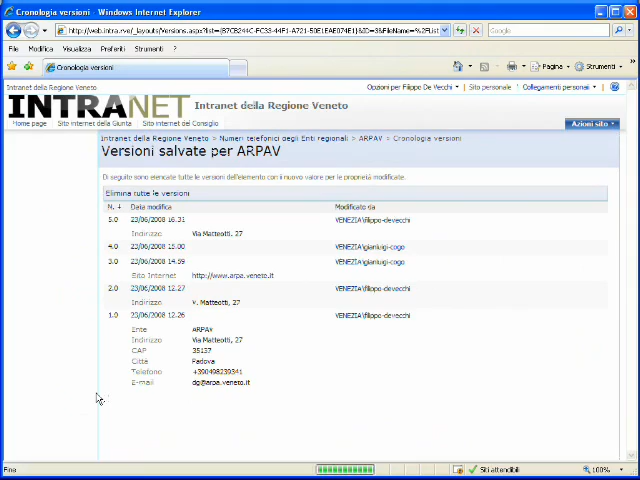 Cronologia versioni - Windows Internet Explorer
http://web.intra.rve/_layouts/Versions.aspx?list={B7CB244C-FC33-44F1-A721-50E1EAE074E1}&ID=3&FileName=%2FList
Google
File Modifica Visualizza Preferiti Strumenti ?
Cronologia versioni
Pagina Strumenti
Intranet della Regione Veneto
Opzioni per Filippo De Vecchi Sito personale Collegamenti personali
INTRANET Intranet della Regione Veneto
Home page Sito internet della Giunta Sito internet del Consiglio
Azioni sito
Intranet della Regione Veneto > Numeri telefonici degli Enti regionali > ARPAV > Cronologia versioni
Versioni salvate per ARPAV
Di seguito sono elencate tutte le versioni dell'elemento con il nuovo valore per le proprietà modificate.
Elimina tutte le versioni
N. ↓ Data modifica Modificato da
5.0 23/06/2008 16.31 VENEZIA\filippo-devecchi
Indirizzo Via Matteotti, 27
4.0 23/06/2008 15.00 VENEZIA\gianluigi-cogo
3.0 23/06/2008 14.59 VENEZIA\gianluigi-cogo
Sito Internet http://www.arpa.veneto.it
2.0 23/06/2008 12.27 VENEZIA\filippo-devecchi
Indirizzo V. Matteotti, 27
1.0 23/06/2008 12.26 VENEZIA\filippo-devecchi
Ente ARPAV
Indirizzo Via Matteotti, 27
CAP 35137
Città Padova
Telefono +390498239341
E-mail dg@arpa.veneto.it
Fine
Siti attendibili
100%